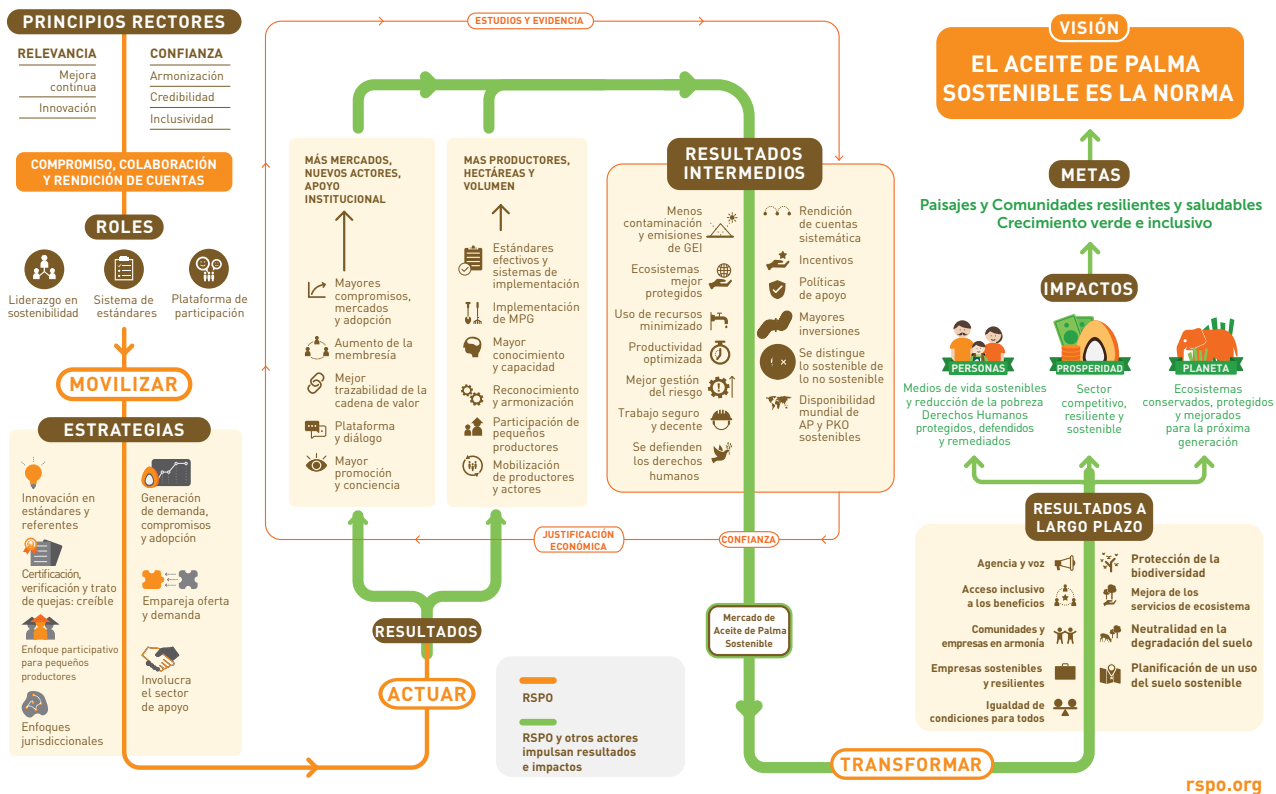 PRINCIPIOS RECTORES
RELEVANCIA
Mejora
continua
Innovación
CONFIANZA
Armonización
Credibilidad
Inclusividad
COMPROMISO, COLABORACIÓN
Y RENDICIÓN DE CUENTAS
ROLES
Liderazgo en
sostenibilidad
Sistema de
estándares
Plataforma de
participación
MOVILIZAR
ESTRATEGIAS
Innovación en
estándares y
referentes
Certificación,
verificación y trato
de quejas: creíble
Enfoque participativo
para pequeños
productores
Enfoques
jurisdiccionales
Generación
de demanda,
compromisos
y adopción
Empareja oferta
y demanda
Involucra
el sector
de apoyo
ESTUDIOS Y EVIDENCIA
MÁS MERCADOS,
NUEVOS ACTORES,
APOYO
INSTITUCIONAL
Mayores
compromisos,
mercados
y adopción
Aumento de la
membresía
Mejor
trazabilidad de la
cadena de valor
Plataforma
y diálogo
Mayor
promoción
y conciencia
MAS PRODUCTORES,
HECTÁREAS Y
VOLUMEN
Estándares
efectivos y
sistemas de
implementación
Implementación
de MPG
Mayor
conocimiento
y capacidad
Reconocimiento
y armonización
Participación de
pequeños
productores
Mobilización
de productores
y actores
RESULTADOS
ACTUAR
RSPO
RSPO y otros actores
impulsan resultados
e impactos
RESULTADOS
INTERMEDIOS
Menos
contaminación
y emisiones
de GEI
Ecosistemas
mejor
protegidos
Uso de recursos
minimizado
Productividad
optimizada
Mejor gestión
del riesgo
Trabajo seguro
y decente
Se defienden
los derechos
humanos
Rendición
de cuentas
sistemática
Incentivos
Políticas
de apoyo
Mayores
inversiones
Se distingue
lo sostenible de
lo no sostenible
Disponibilidad
mundial de
AP y PKO
sostenibles
JUSTIFICACIÓN
ECONÓMICA
CONFIANZA
Mercado de
Aceite de Palma
Sostenible
TRANSFORMAR
VISIÓN
EL ACEITE DE PALMA
SOSTENIBLE ES LA NORMA
METAS
Paisajes y Comunidades resilientes y saludables
Crecimiento verde e inclusivo
IMPACTOS
PERSONAS
Medios de vida sostenibles
y reducción de la pobreza
Derechos Humanos
protegidos, defendidos
y remediados
PROSPERIDAD
Sector
competitivo,
resiliente y
sostenible
PLANETA
Ecosistemas
conservados, protegidos
y mejorados
para la próxima
generación
RESULTADOS A
LARGO PLAZO
Agencia y voz
Acceso inclusivo
a los beneficios
Comunidades y
empresas en armonía
Empresas sostenibles
y resilientes
Igualdad de
condiciones para todos
Protección de la
biodiversidad
Mejora de los
servicios de ecosistema
Neutralidad en la
degradación del suelo
Planificación de un uso
del suelo sostenible
rspo.org